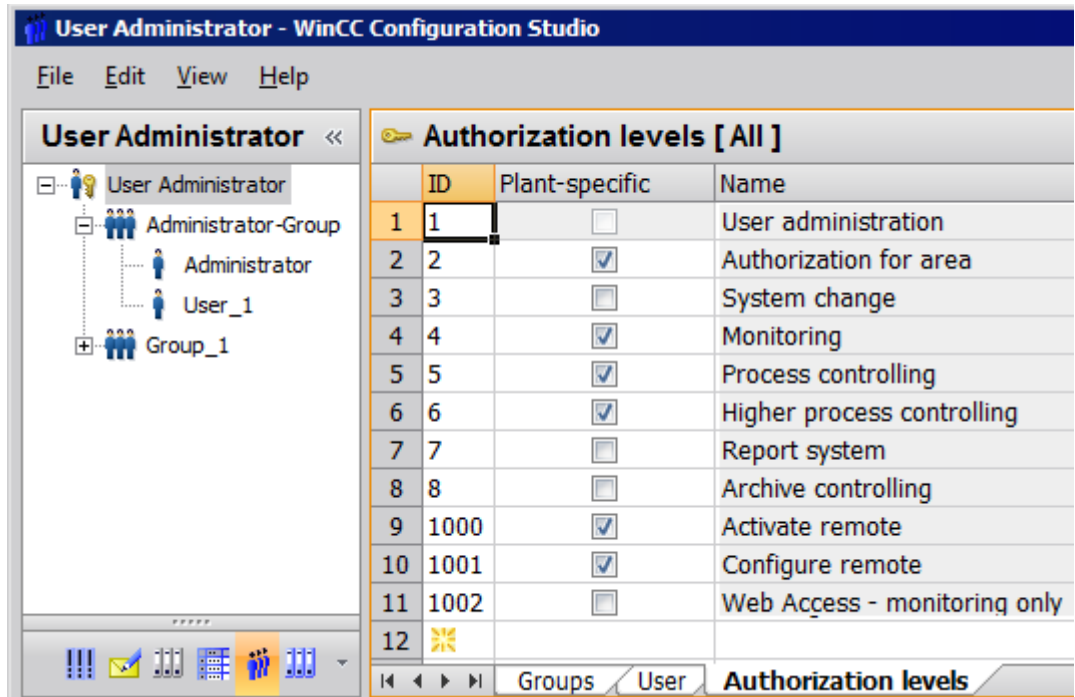 User Administrator - WinCC Configuration Studio
File Edit View Help
User Administrator «
User Administrator
Administrator-Group
Administrator
User_1
Group_1
Authorization levels [ All ]
ID Plant-specific Name
1 1 User administration
2 2 Authorization for area
3 3 System change
4 4 Monitoring
5 5 Process controlling
6 6 Higher process controlling
7 7 Report system
8 8 Archive controlling
9 1000 Activate remote
10 1001 Configure remote
11 1002 Web Access - monitoring only
12
Groups User Authorization levels